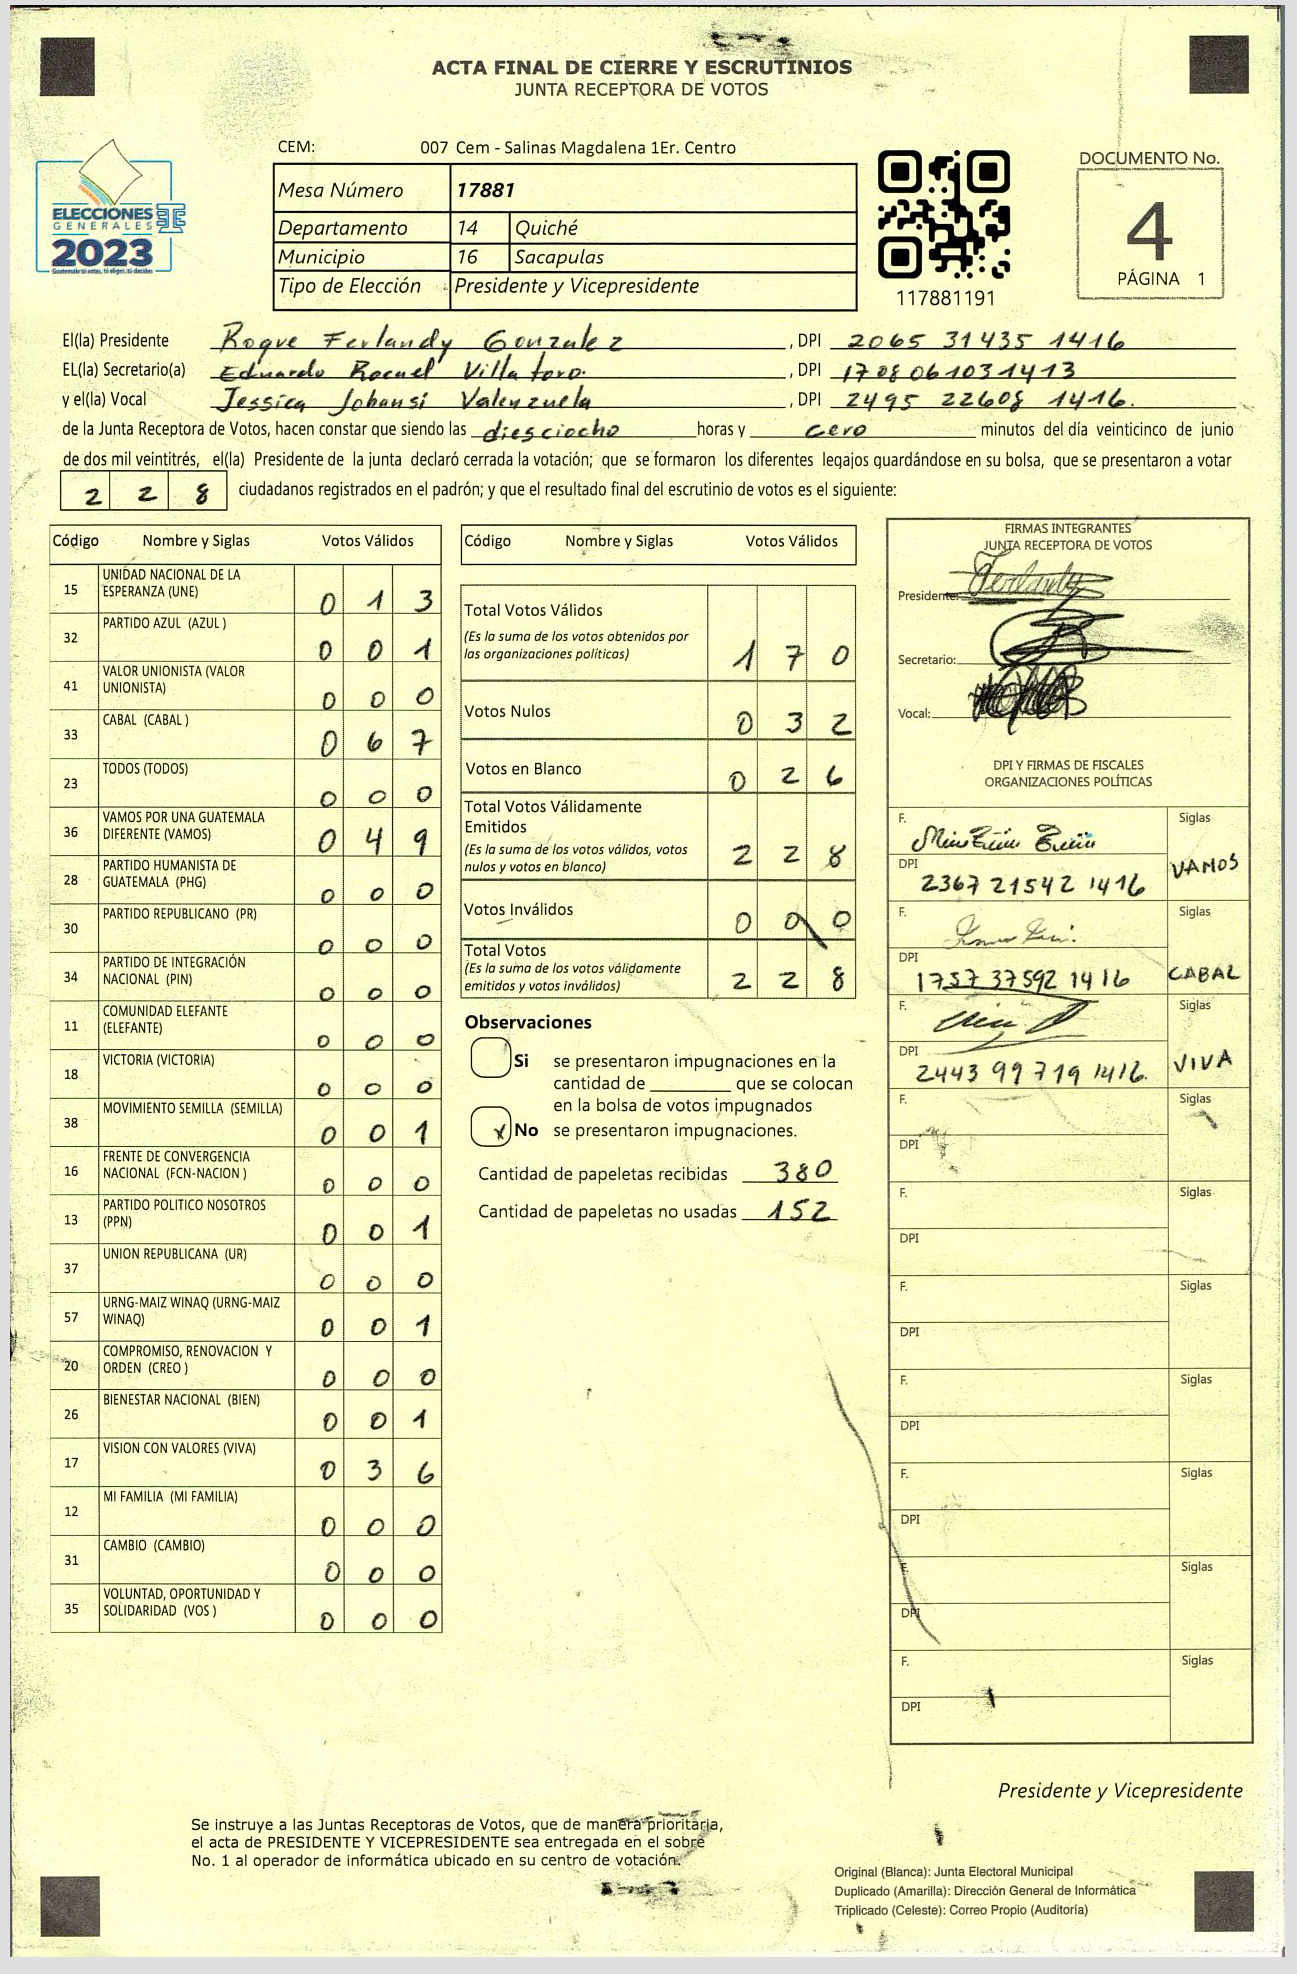 ACTA FINAL DE CIERRE Y ESCRUTINIOS
JUNTA RECEPTORA DE VOTOS
CEM: 007 Cem - Salinas Magdalena 1Er. Centro
Mesa Número 17881
Departamento 14 Quiché
Municipio 16 Sacapulas
Tipo de Elección Presidente y Vicepresidente
ELECCIONES
GENERALES
2023
Guatemala tú votas, tú eliges, tú decides
117881191
DOCUMENTO No.
4
PÁGINA 1
El(la) Presidente Roque Ferlandy Gonzalez , DPI 2065 31435 1416
EL(la) Secretario(a) Eduardo Villatoro. , DPI 1708 061031413
y el(la) Vocal Jessica Johansi Valenzuela , DPI 2495 22608 1416.
de la Junta Receptora de Votos, hacen constar que siendo las diesciocho horas y cero minutos del día veinticinco de junio
de dos mil veintitrés, el(la) Presidente de la junta declaró cerrada la votación; que se formaron los diferentes legajos guardándose en su bolsa, que se presentaron a votar
2 2 8 ciudadanos registrados en el padrón; y que el resultado final del escrutinio de votos es el siguiente:
Código Nombre y Siglas Votos Válidos
15 UNIDAD NACIONAL DE LA
ESPERANZA (UNE) 0 1 3
32 PARTIDO AZUL (AZUL ) 0 0 1
41 VALOR UNIONISTA (VALOR
UNIONISTA) 0 0 0
33 CABAL (CABAL ) 0 6 7
23 TODOS (TODOS) 0 0 0
36 VAMOS POR UNA GUATEMALA
DIFERENTE (VAMOS) 0 4 9
28 PARTIDO HUMANISTA DE
GUATEMALA (PHG) 0 0 0
30 PARTIDO REPUBLICANO (PR) 0 0 0
34 PARTIDO DE INTEGRACIÓN
NACIONAL (PIN) 0 0 0
11 COMUNIDAD ELEFANTE
(ELEFANTE) 0 0 0
18 VICTORIA (VICTORIA) 0 0 0
38 MOVIMIENTO SEMILLA (SEMILLA) 0 0 1
16 FRENTE DE CONVERGENCIA
NACIONAL (FCN-NACION ) 0 0 0
13 PARTIDO POLITICO NOSOTROS
(PPN) 0 0 1
37 UNION REPUBLICANA (UR) 0 0 0
57 URNG-MAIZ WINAQ (URNG-MAIZ
WINAQ) 0 0 1
20 COMPROMISO, RENOVACION Y
ORDEN (CREO ) 0 0 0
26 BIENESTAR NACIONAL (BIEN) 0 0 1
17 VISION CON VALORES (VIVA) 0 3 6
12 MI FAMILIA (MI FAMILIA) 0 0 0
31 CAMBIO (CAMBIO) 0 0 0
35 VOLUNTAD, OPORTUNIDAD Y
SOLIDARIDAD (VOS ) 0 0 0
Código Nombre y Siglas Votos Válidos
Total Votos Válidos
(Es la suma de los votos obtenidos por
las organizaciones políticas) 1 7 0
Votos Nulos 0 3 2
Votos en Blanco 0 2 6
Total Votos Válidamente
Emitidos
(Es la suma de los votos válidos, votos
nulos y votos en blanco) 2 2 8
Votos Inválidos 0 0 0
Total Votos
(Es la suma de los votos válidamente
emitidos y votos inválidos) 2 2 8
Observaciones
Si se presentaron impugnaciones en la
cantidad de ________ que se colocan
en la bolsa de votos impugnados
x No se presentaron impugnaciones.
Cantidad de papeletas recibidas 380
Cantidad de papeletas no usadas 152
FIRMAS INTEGRANTES
JUNTA RECEPTORA DE VOTOS
Presidente:
Secretario:
Vocal:
DPI Y FIRMAS DE FISCALES
ORGANIZACIONES POLÍTICAS
F. Siglas
DPI 2367 21542 1416 VAMOS
F. Siglas
DPI 1757 37592 1416 CABAL
F. Siglas
DPI 2443 99719 1416. VIVA
F. Siglas
DPI
F. Siglas
DPI
F. Siglas
DPI
F. Siglas
DPI
F. Siglas
DPI
F. Siglas
DPI
F. Siglas
DPI
Presidente y Vicepresidente
Se instruye a las Juntas Receptoras de Votos, que de manera prioritaria,
el acta de PRESIDENTE Y VICEPRESIDENTE sea entregada en el sobre
No. 1 al operador de informática ubicado en su centro de votación.
Original (Blanca): Junta Electoral Municipal
Duplicado (Amarilla): Dirección General de Informática
Triplicado (Celeste): Correo Propio (Auditoría)